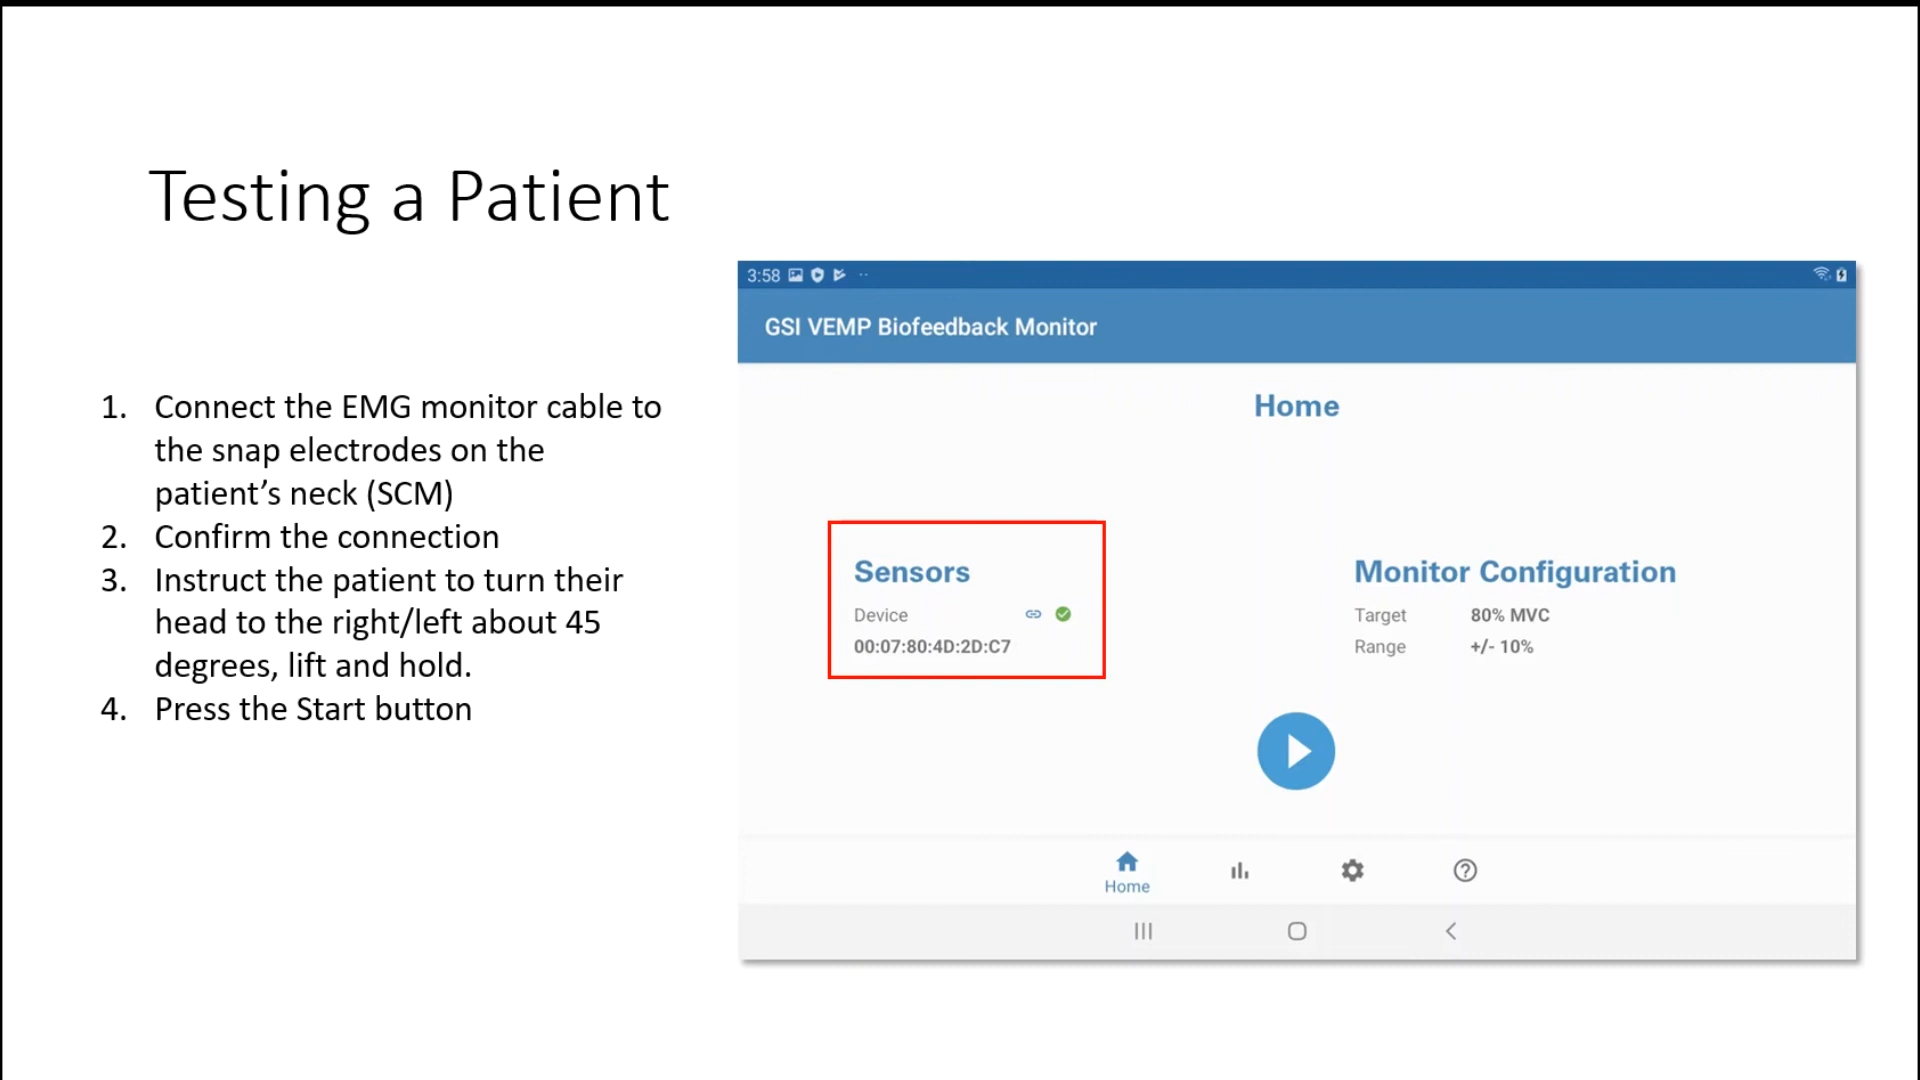 Testing a Patient
1. Connect the EMG monitor cable to
the snap electrodes on the
patient’s neck (SCM)
2. Confirm the connection
3. Instruct the patient to turn their
head to the right/left about 45
degrees, lift and hold.
4. Press the Start button
3:58
GSI VEMP Biofeedback Monitor
Home
Sensors
Device
00:07:80:4D:2D:C7
Monitor Configuration
Target 80% MVC
Range +/- 10%
Home